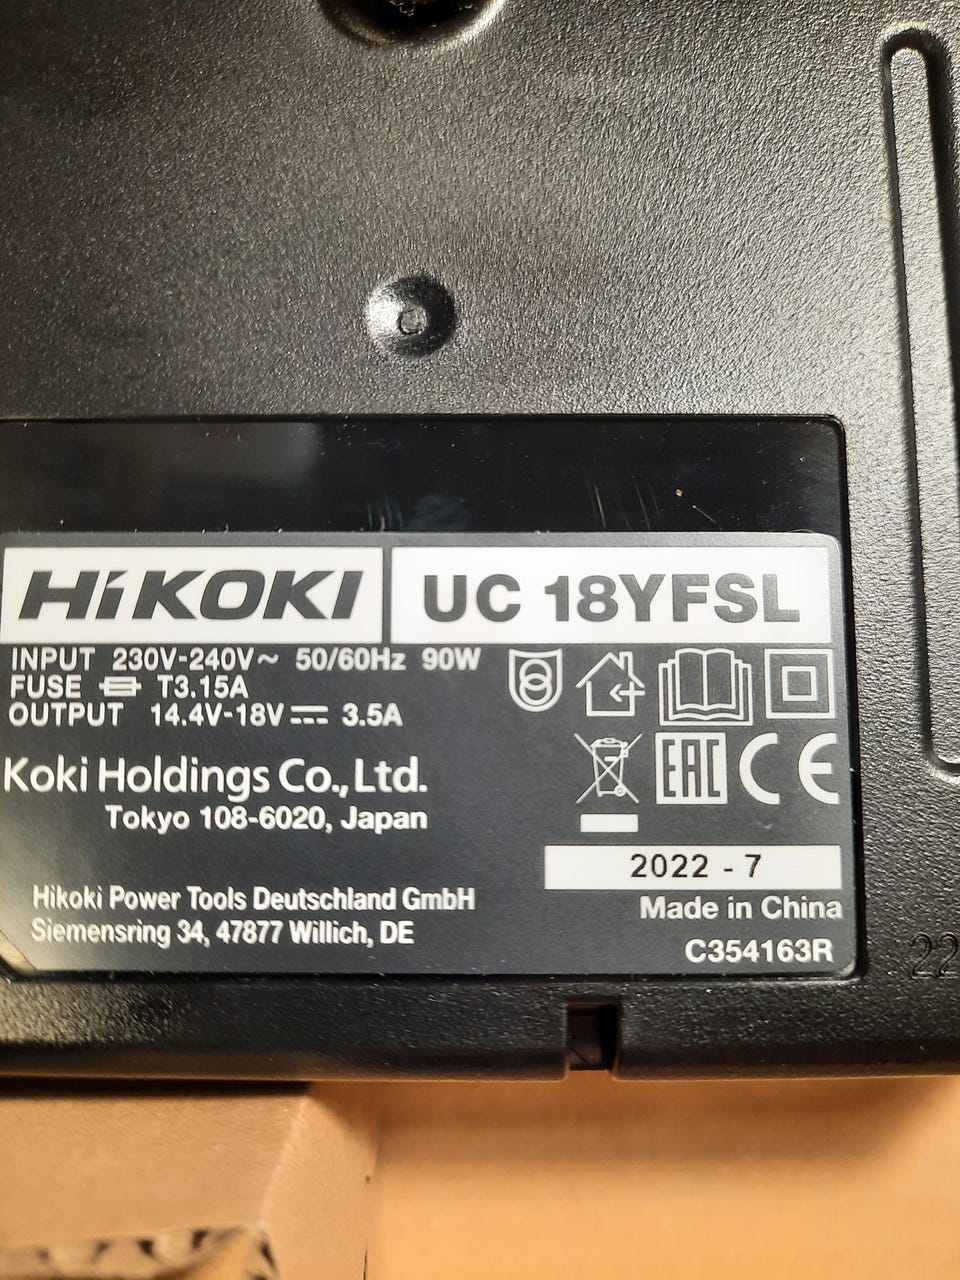 HiKOKI UC 18YFSL
INPUT 230V-240V~ 50/60Hz 90W
FUSE T3.15A
OUTPUT 14.4V-18V⎓ 3.5A
EAC CE
Koki Holdings Co., Ltd.
Tokyo 108-6020, Japan
2022 - 7
Hikoki Power Tools Deutschland GmbH
Made in China
Siemensring 34, 47877 Willich, DE
C354163R
22